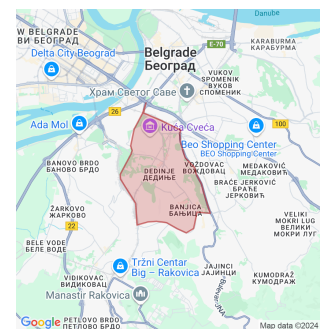 Danube
W BELGRADE
И БЕОГРАД
Delta City Beograd
Belgrade
Београд
E-70
KARABURMA
КАРАБУРМА
VUKOV
SPOMENIK
ВУКОВ
СПОМЕНИК
Храм Светог Саве
26
Ada Mol
Kuća Cveća
100
Beo Shopping Center
BEO Shopping Center
BANOVO BRDO
БАНОВО БРДО
DEDINJE
ДЕДИЊЕ
VOŽDOVAC
ВОЖДОВАЦ
MEDAKOVIĆ
МЕДАКОВИЋ
BRAĆE JERKOVIĆ
БРАЋЕ
ЈЕРКОВИЋ
ŽARKOVO
ЖАРКОВО
BANJICA
БАЊИЦА
22
VELIKI
MOKRI LUG
ВЕЛИКИ
МОКРИ ЛУГ
BELE VODE
БЕЛЕ ВОДЕ
Tržni Centar
Big – Rakovica
JAJINCI
ЈАЈИНЦИ
VIDIKOVAC
ВИДИКОВАЦ
KUMODRAŽ
КУМОДРАЖ
Manastir Rakovica
Google
PETLOVO BRDO
ПЕТЛОВО БРДО
Map data ©2024